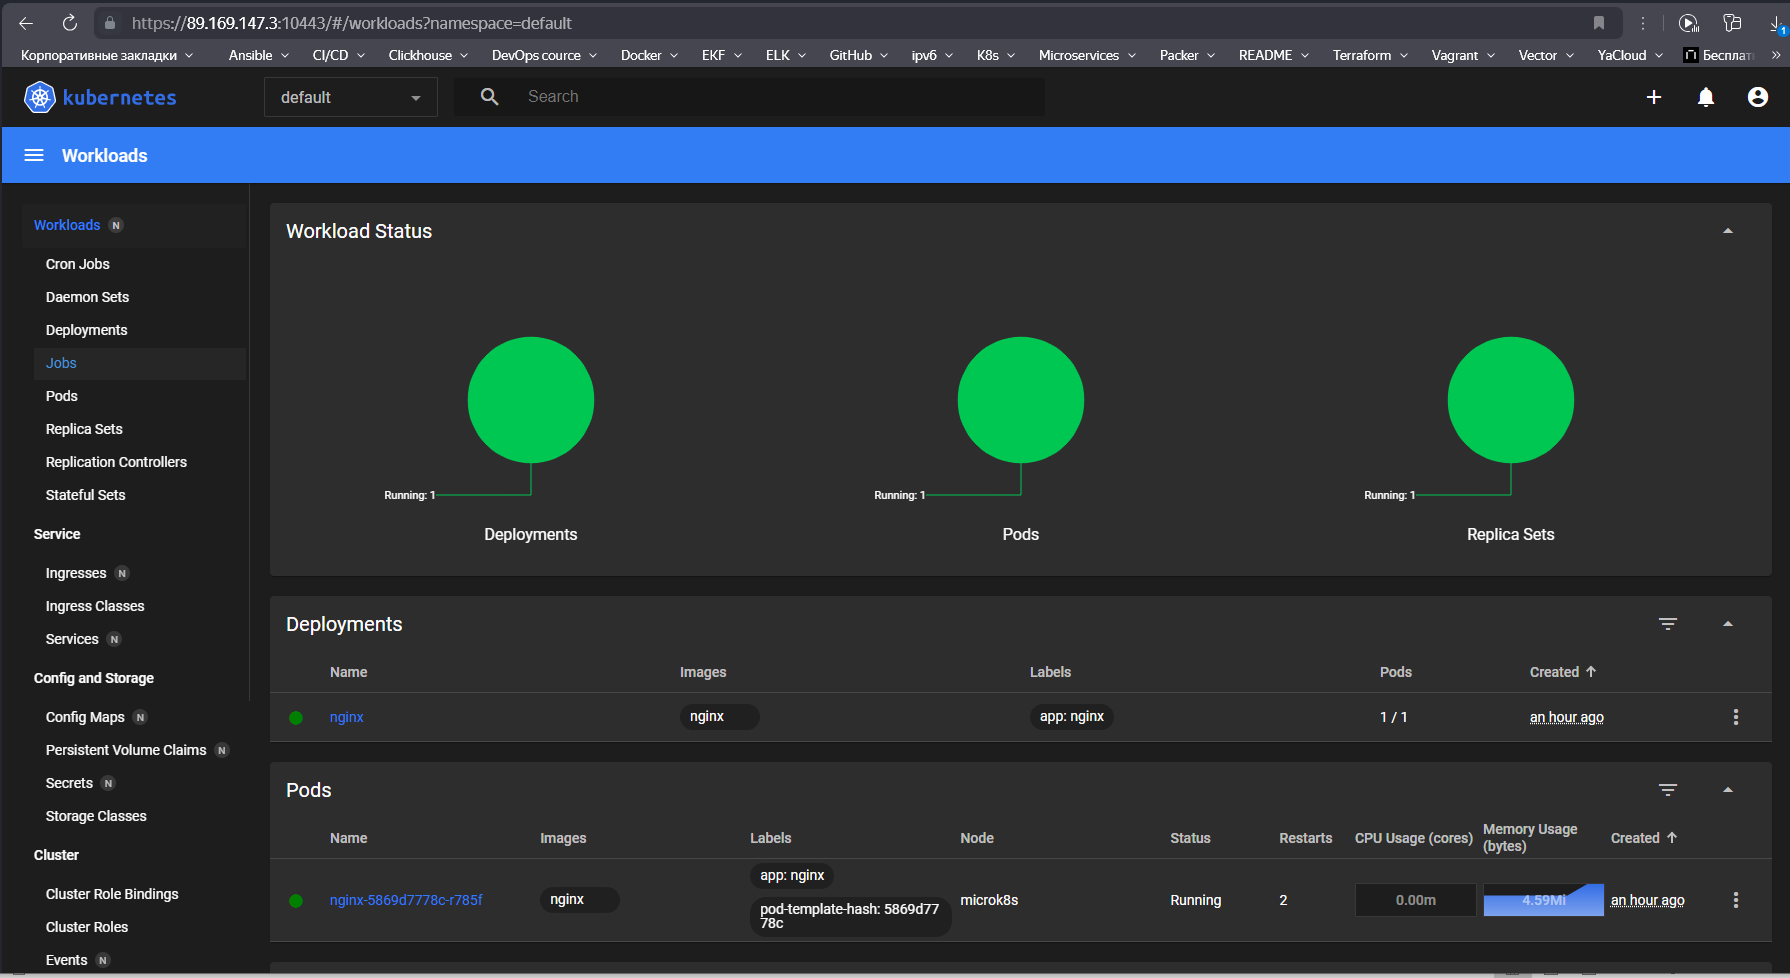 https://89.169.147.3:10443/#/workloads?namespace=default
1
Корпоративные закладки Ansible CI/CD Clickhouse DevOps cource Docker EKF ELK GitHub ipv6 K8s Microservices Packer README Terraform Vagrant Vector YaCloud Бесплат
kubernetes default Search
Workloads
Workloads N
Cron Jobs
Daemon Sets
Deployments
Jobs
Pods
Replica Sets
Replication Controllers
Stateful Sets
Service
Ingresses N
Ingress Classes
Services N
Config and Storage
Config Maps N
Persistent Volume Claims N
Secrets N
Storage Classes
Cluster
Cluster Role Bindings
Cluster Roles
Events N
Workload Status
Running: 1 Running: 1 Running: 1
Deployments Pods Replica Sets
Deployments
Name Images Labels Pods Created
nginx nginx app: nginx 1 / 1 an hour ago
Pods
Name Images Labels Node Status Restarts CPU Usage (cores) Memory Usage (bytes) Created
nginx-5869d7778c-r785f nginx app: nginx
pod-template-hash: 5869d77
78c
microk8s Running 2 0.00m 4.59Mi an hour ago